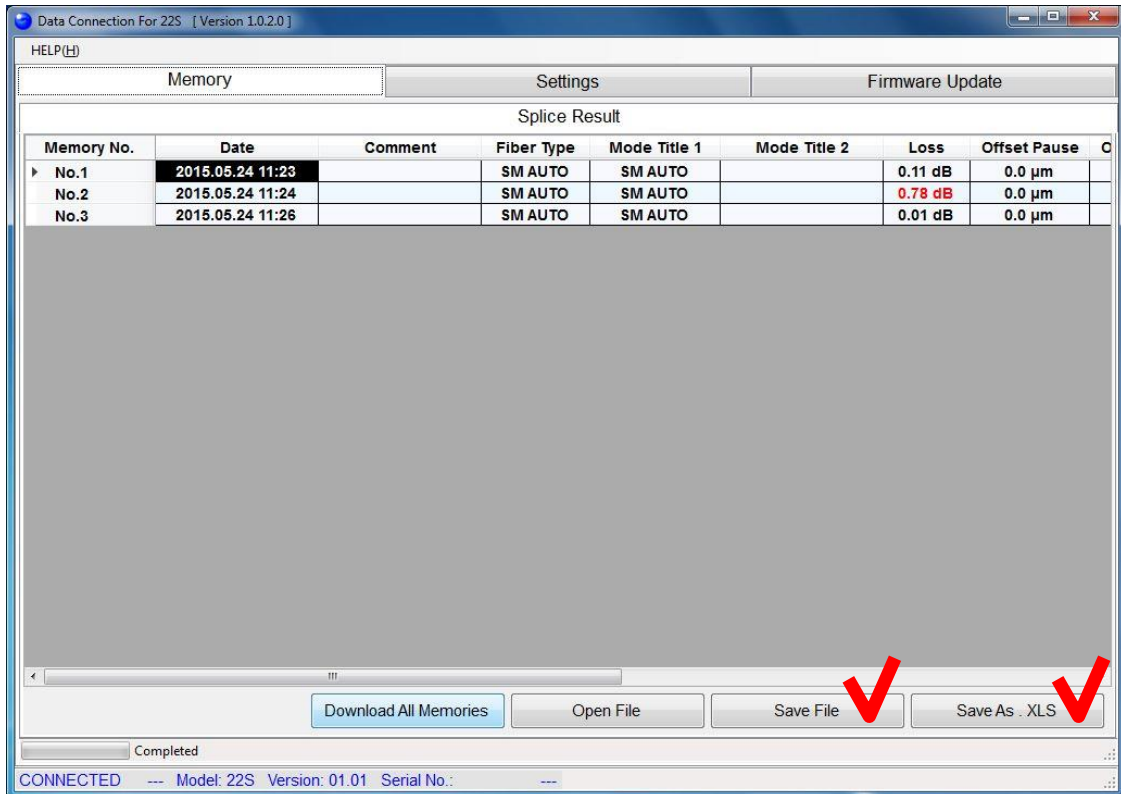 Data Connection For 22S [ Version 1.0.2.0 ]
HELP(H)
Memory Settings Firmware Update
Splice Result
Memory No. Date Comment Fiber Type Mode Title 1 Mode Title 2 Loss Offset Pause
No.1 2015.05.24 11:23 SM AUTO SM AUTO 0.11 dB 0.0 µm
No.2 2015.05.24 11:24 SM AUTO SM AUTO 0.78 dB 0.0 µm
No.3 2015.05.24 11:26 SM AUTO SM AUTO 0.01 dB 0.0 µm
Download All Memories Open File Save File Save As . XLS
Completed
CONNECTED --- Model: 22S Version: 01.01 Serial No.: ---